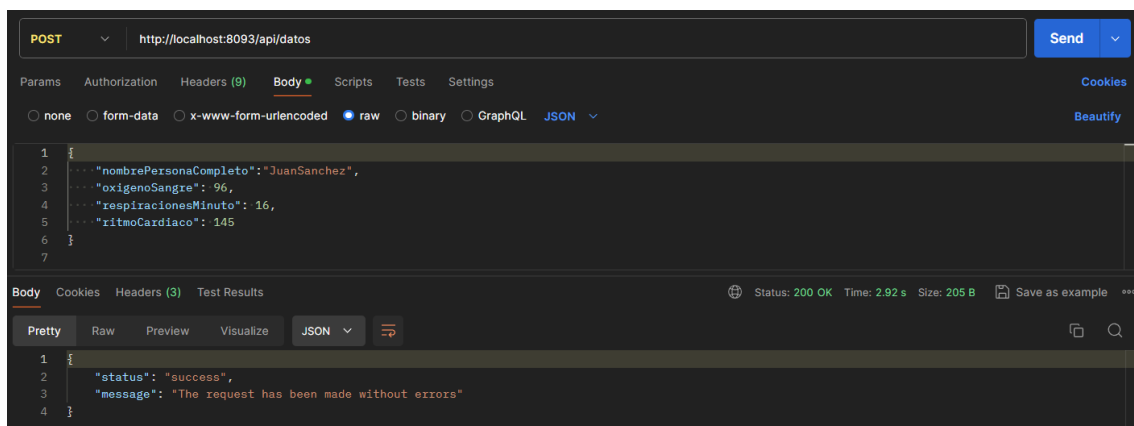 POST http://localhost:8093/api/datos Send
Params Authorization Headers (9) Body Scripts Tests Settings Cookies
none form-data x-www-form-urlencoded raw binary GraphQL JSON Beautify
1 {
2 ····"nombrePersonaCompleto":"JuanSanchez",
3 ····"oxigenoSangre":·96,
4 ····"respiracionesMinuto":·16,
5 ····"ritmoCardiaco":·145
6 }
7
Body Cookies Headers (3) Test Results Status: 200 OK Time: 2.92 s Size: 205 B Save as example
Pretty Raw Preview Visualize JSON
1 {
2 "status": "success",
3 "message": "The request has been made without errors"
4 }